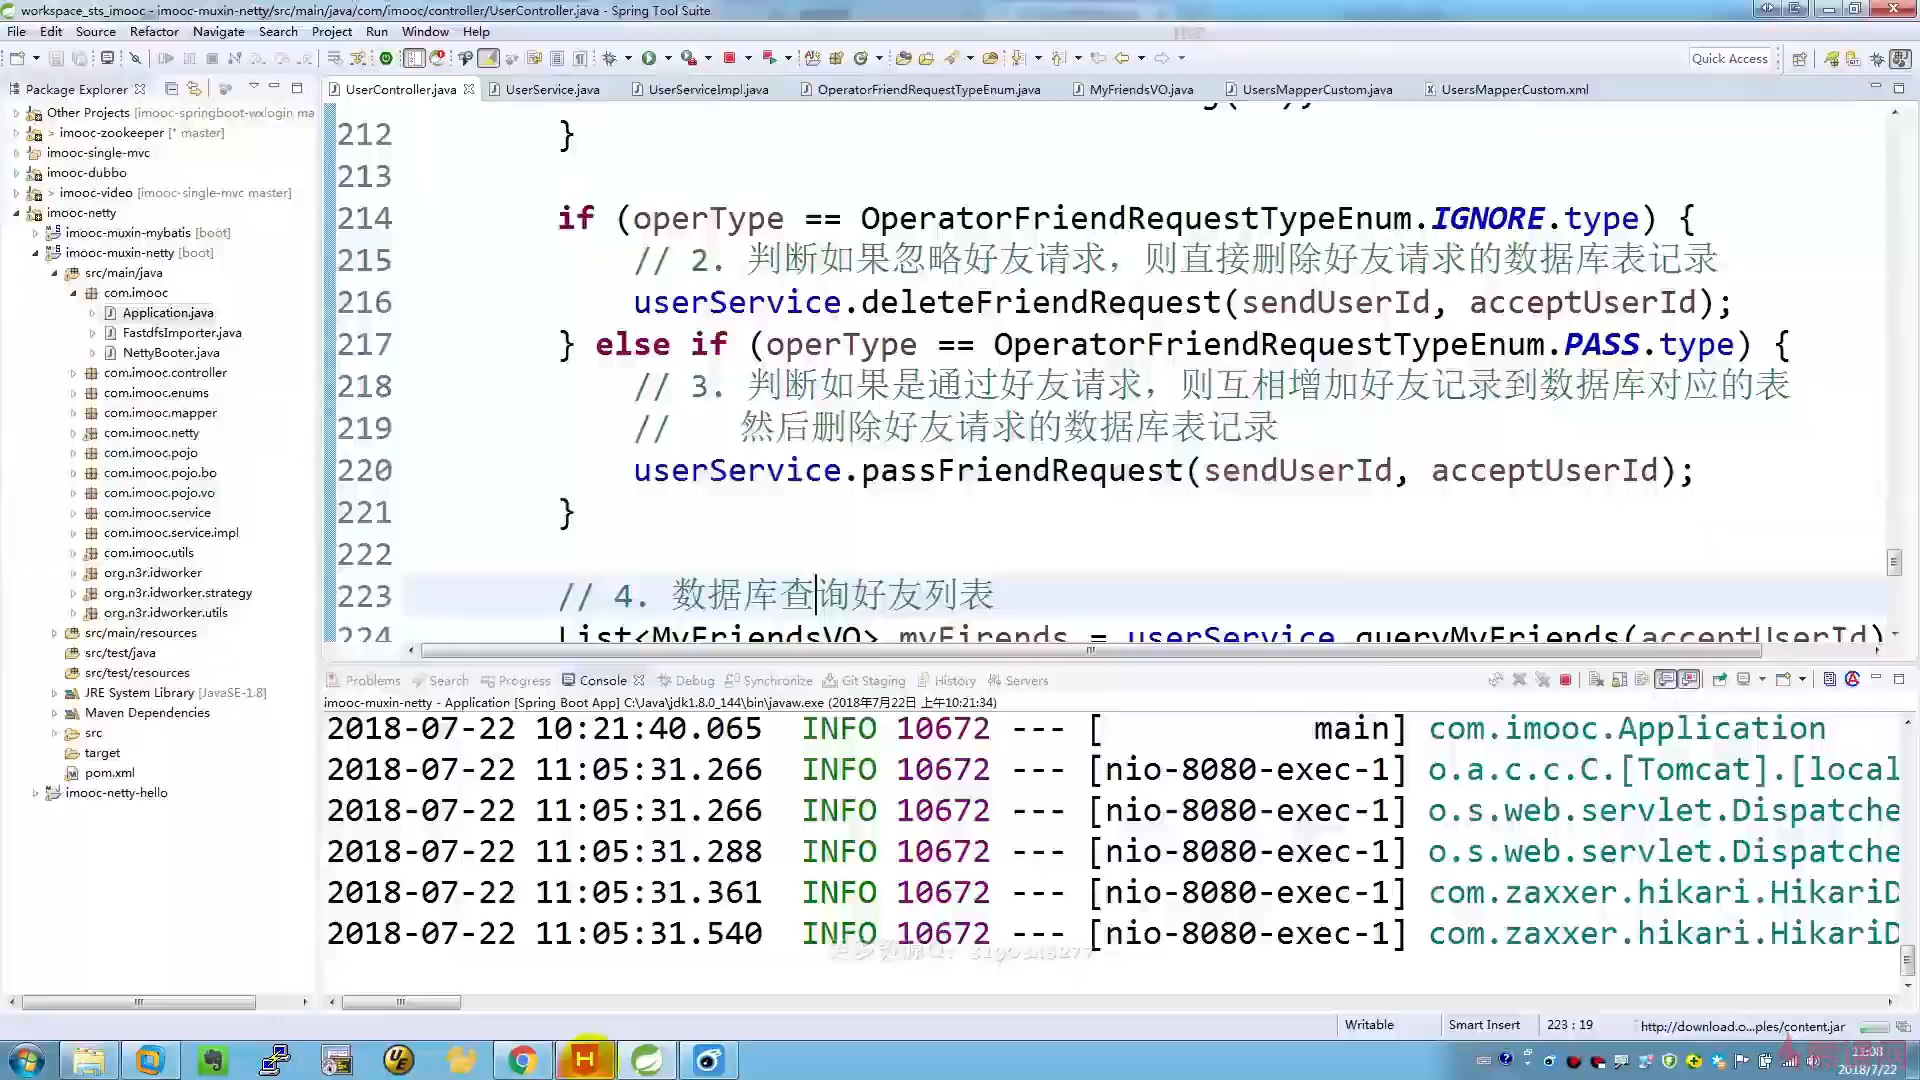 workspace_sts_imooc - imooc-muxin-netty/src/main/java/com/imooc/controller/UserController.java - Spring Tool Suite
File Edit Source Refactor Navigate Search Project Run Window Help
Quick Access
Package Explorer
UserController.java UserService.java UserServiceImpl.java OperatorFriendRequestTypeEnum.java MyFriendsVO.java UsersMapperCustom.java UsersMapperCustom.xml
Other Projects [imooc-springboot-wxlogin ma
> imooc-zookeeper [* master]
imooc-single-mvc
imooc-dubbo
> imooc-video [imooc-single-mvc master]
imooc-netty
imooc-muxin-mybatis [boot]
imooc-muxin-netty [boot]
src/main/java
com.imooc
Application.java
FastdfsImporter.java
NettyBooter.java
com.imooc.controller
com.imooc.enums
com.imooc.mapper
com.imooc.netty
com.imooc.pojo
com.imooc.pojo.bo
com.imooc.pojo.vo
com.imooc.service
com.imooc.service.impl
com.imooc.utils
org.n3r.idworker
org.n3r.idworker.strategy
org.n3r.idworker.utils
src/main/resources
src/test/java
src/test/resources
JRE System Library [JavaSE-1.8]
Maven Dependencies
src
target
pom.xml
imooc-netty-hello
212 }
213
214 if (operType == OperatorFriendRequestTypeEnum.IGNORE.type) {
215 // 2. 判断如果忽略好友请求，则直接删除好友请求的数据库表记录
216 userService.deleteFriendRequest(sendUserId, acceptUserId);
217 } else if (operType == OperatorFriendRequestTypeEnum.PASS.type) {
218 // 3. 判断如果是通过好友请求，则互相增加好友记录到数据库对应的表
219 // 然后删除好友请求的数据库表记录
220 userService.passFriendRequest(sendUserId, acceptUserId);
221 }
222
223 // 4. 数据库查询好友列表
224 List<MyFriendsVO> myFirends = userService.queryMyFriends(acceptUserId)
Problems Search Progress Console Debug Synchronize Git Staging History Servers
imooc-muxin-netty - Application [Spring Boot App] C:\Java\jdk1.8.0_144\bin\javaw.exe (2018年7月22日 上午10:21:34)
2018-07-22 10:21:40.065 INFO 10672 --- [ main] com.imooc.Application
2018-07-22 11:05:31.266 INFO 10672 --- [nio-8080-exec-1] o.a.c.c.C.[Tomcat].[local
2018-07-22 11:05:31.266 INFO 10672 --- [nio-8080-exec-1] o.s.web.servlet.Dispatche
2018-07-22 11:05:31.288 INFO 10672 --- [nio-8080-exec-1] o.s.web.servlet.Dispatche
2018-07-22 11:05:31.361 INFO 10672 --- [nio-8080-exec-1] com.zaxxer.hikari.HikariD
2018-07-22 11:05:31.540 INFO 10672 --- [nio-8080-exec-1] com.zaxxer.hikari.HikariD
Writable Smart Insert 223 : 19 http://download.o...ples/content.jar
11:08
2018/7/22